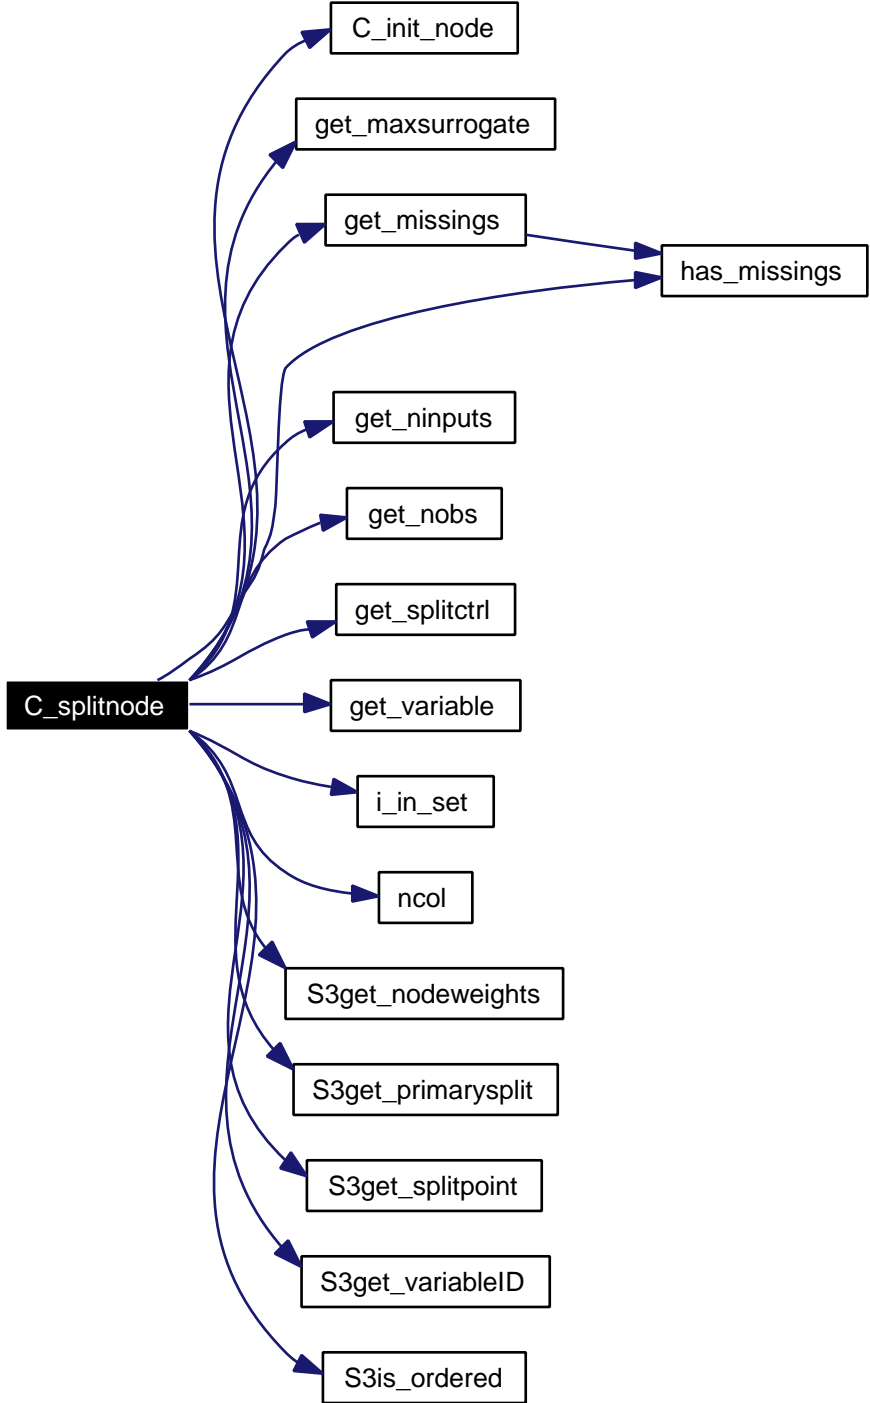 C_init_node
get_maxsurrogate
get_missings
has_missings
get_ninputs
get_nobs
get_splitctrl
C_splitnode
get_variable
i_in_set
ncol
S3get_nodeweights
S3get_primarysplit
S3get_splitpoint
S3get_variableID
S3is_ordered